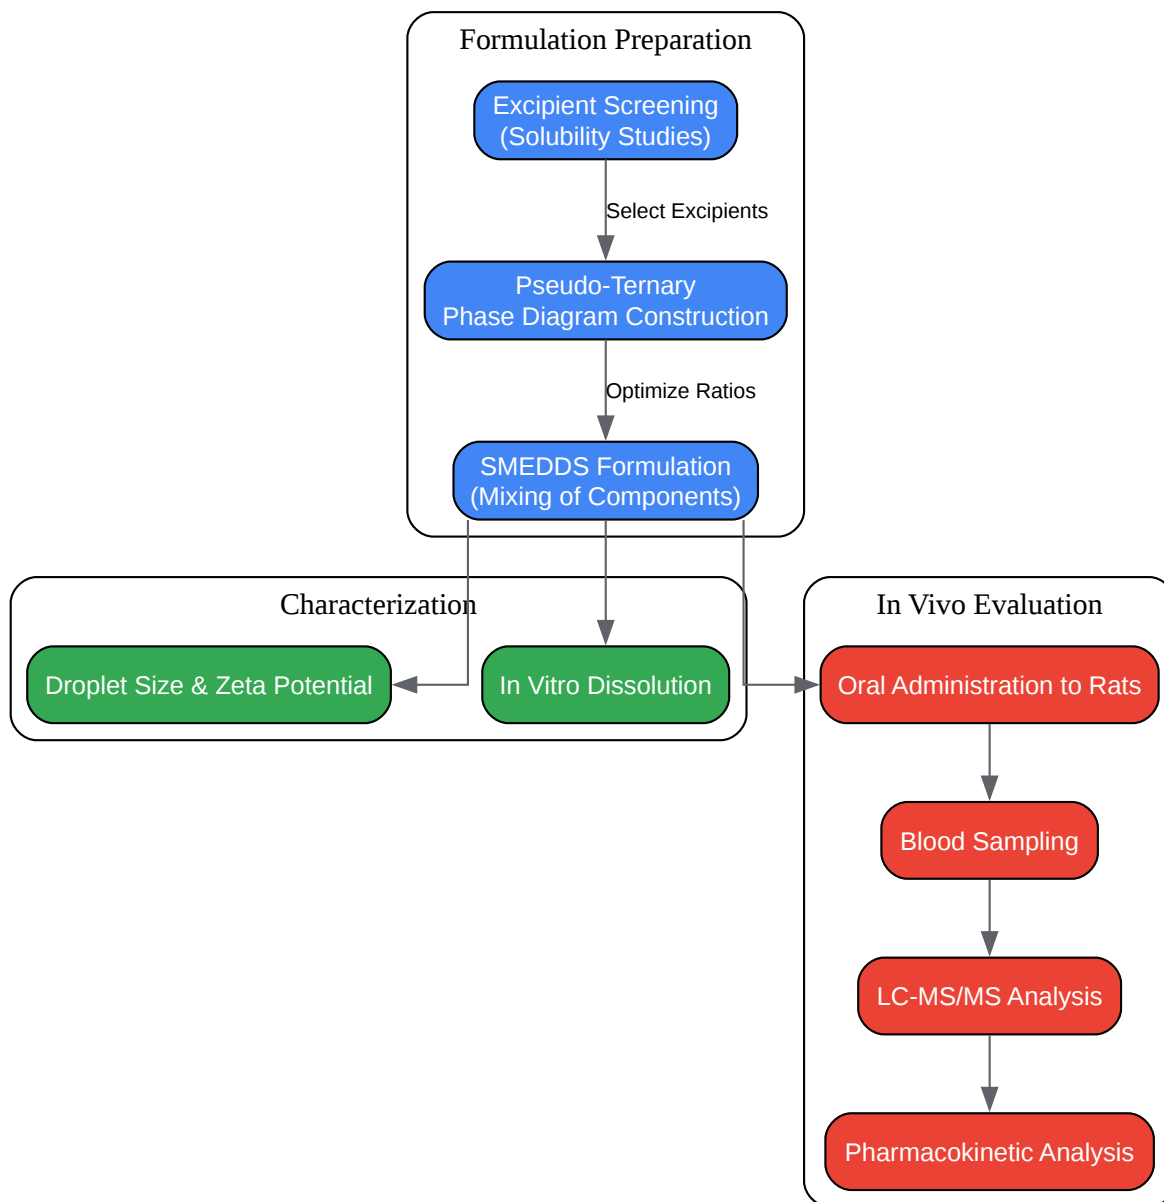 Formulation Preparation
Excipient Screening
(Solubility Studies)
Select Excipients
Pseudo-Ternary
Phase Diagram Construction
Optimize Ratios
SMEDDS Formulation
(Mixing of Components)
Characterization
Droplet Size & Zeta Potential
In Vitro Dissolution
In Vivo Evaluation
Oral Administration to Rats
Blood Sampling
LC-MS/MS Analysis
Pharmacokinetic Analysis